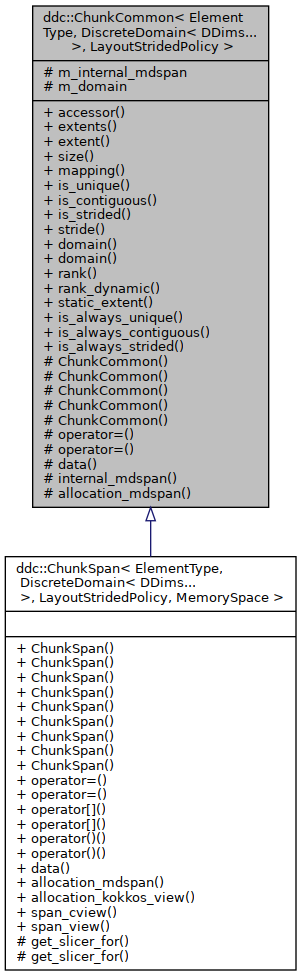 ddc::ChunkCommon< Element
Type, DiscreteDomain< DDims...
>, LayoutStridedPolicy >
# m_internal_mdspan
# m_domain
+ accessor()
+ extents()
+ extent()
+ size()
+ mapping()
+ is_unique()
+ is_contiguous()
+ is_strided()
+ stride()
+ domain()
+ domain()
+ rank()
+ rank_dynamic()
+ static_extent()
+ is_always_unique()
+ is_always_contiguous()
+ is_always_strided()
# ChunkCommon()
# ChunkCommon()
# ChunkCommon()
# ChunkCommon()
# ChunkCommon()
# operator=()
# operator=()
# data()
# internal_mdspan()
# allocation_mdspan()
ddc::ChunkSpan< ElementType,
DiscreteDomain< DDims...
>, LayoutStridedPolicy, MemorySpace >
+ ChunkSpan()
+ ChunkSpan()
+ ChunkSpan()
+ ChunkSpan()
+ ChunkSpan()
+ ChunkSpan()
+ ChunkSpan()
+ ChunkSpan()
+ ChunkSpan()
+ operator=()
+ operator=()
+ operator[]()
+ operator[]()
+ operator()()
+ operator()()
+ data()
+ allocation_mdspan()
+ allocation_kokkos_view()
+ span_cview()
+ span_view()
# get_slicer_for()
# get_slicer_for()